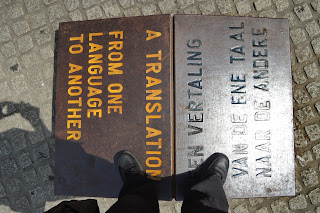 A TRANSLATION
FROM ONE
LANGUAGE
TO ANOTHER
EEN VERTALING
VAN DE ENE TAAL
NAAR DE ANDERE